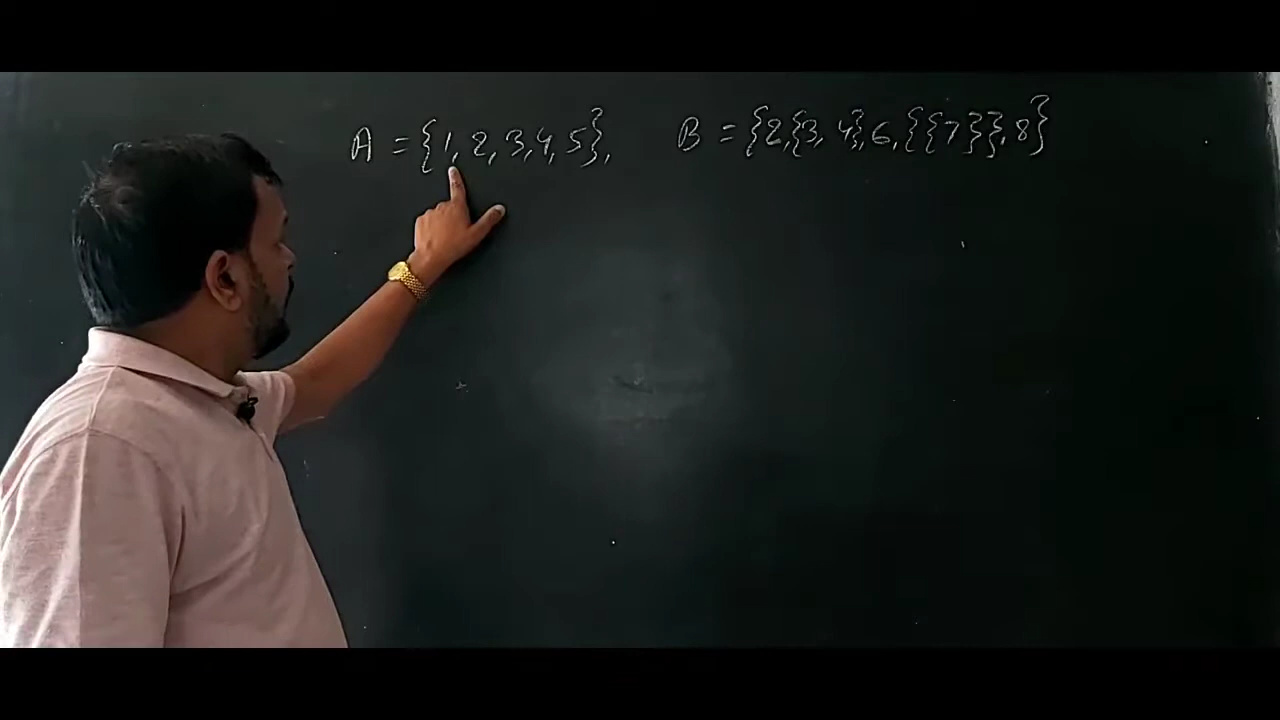 A = {1, 2, 3, 4, 5}, B = {2, {3, 4}, 6, {{7}}, 8}